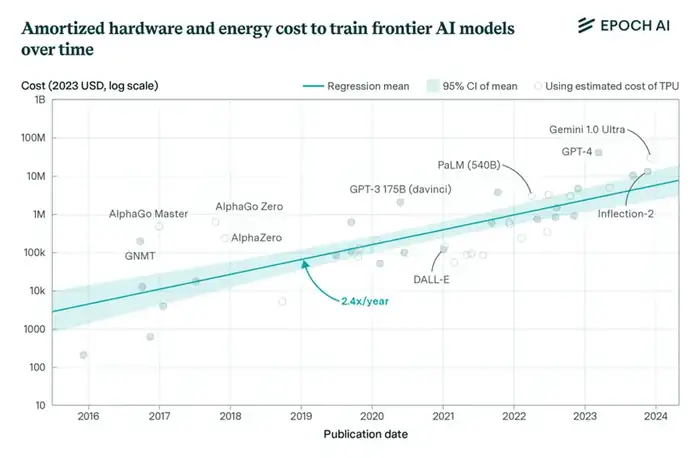 Amortized hardware and energy cost to train frontier AI models
over time
EPOCH AI
Cost (2023 USD, log scale)
Regression mean
95% CI of mean
Using estimated cost of TPU
1B
100M
10M
1M
100k
10k
1000
100
10
Gemini 1.0 Ultra
GPT-4
PaLM (540B)
GPT-3 175B (davinci)
Inflection-2
AlphaGo Zero
AlphaGo Master
AlphaZero
GNMT
DALL-E
2.4x/year
2016
2017
2018
2019
2020
2021
2022
2023
2024
Publication date